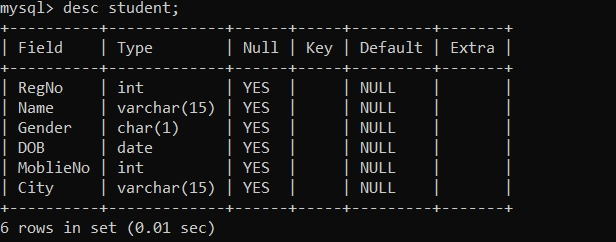 mysql> desc student;
+----------+-------------+------+-----+---------+-------+
| Field    | Type        | Null | Key | Default | Extra |
+----------+-------------+------+-----+---------+-------+
| RegNo    | int         | YES  |     | NULL    |       |
| Name     | varchar(15) | YES  |     | NULL    |       |
| Gender   | char(1)     | YES  |     | NULL    |       |
| DOB      | date        | YES  |     | NULL    |       |
| MoblieNo | int         | YES  |     | NULL    |       |
| City     | varchar(15) | YES  |     | NULL    |       |
+----------+-------------+------+-----+---------+-------+
6 rows in set (0.01 sec)